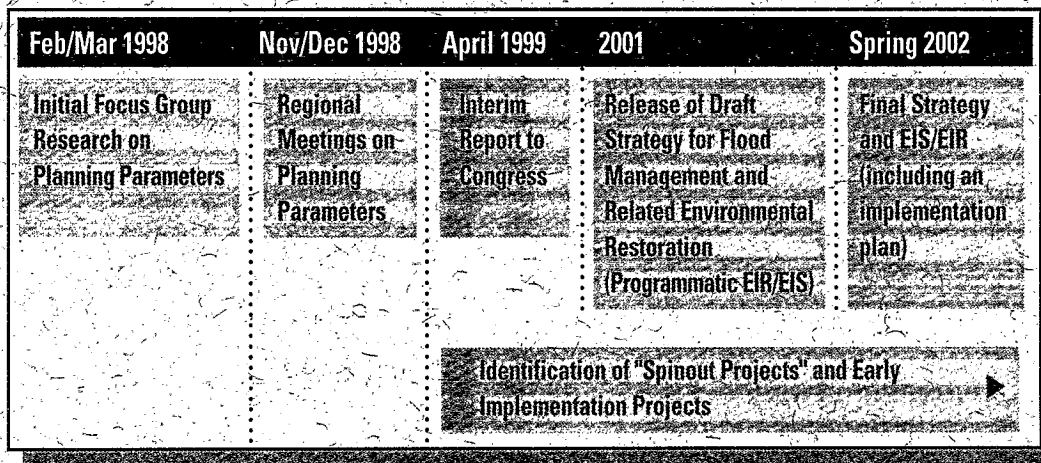 Feb/Mar 1998
Nov/Dec 1998
April 1999
2001
Spring 2002
Initial Focus Group
Research on
Planning Parameters
Regional
Meetings on
Planning
Parameters
Interim
Report to
Congress
Release of Draft
Strategy for Flood
Management and
Related Environmental
Restoration
(Programmatic EIR/EIS)
Final Strategy
and EIS/EIR
(including an
implementation
plan)
Identification of "Spinout Projects" and Early
Implementation Projects